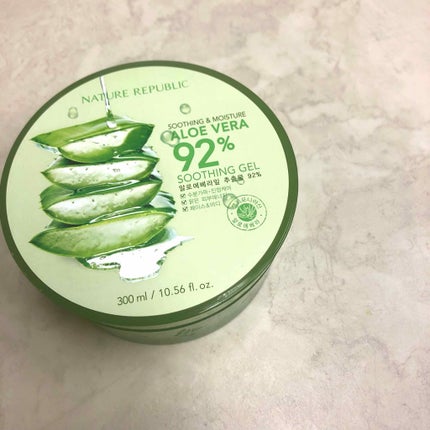 NATURE REPUBLIC
SOOTHING & MOISTURE
ALOE VERA
92%
SOOTHING GEL
알로에베라잎 추출물 92%
300 ml / 10.56 fl. oz.